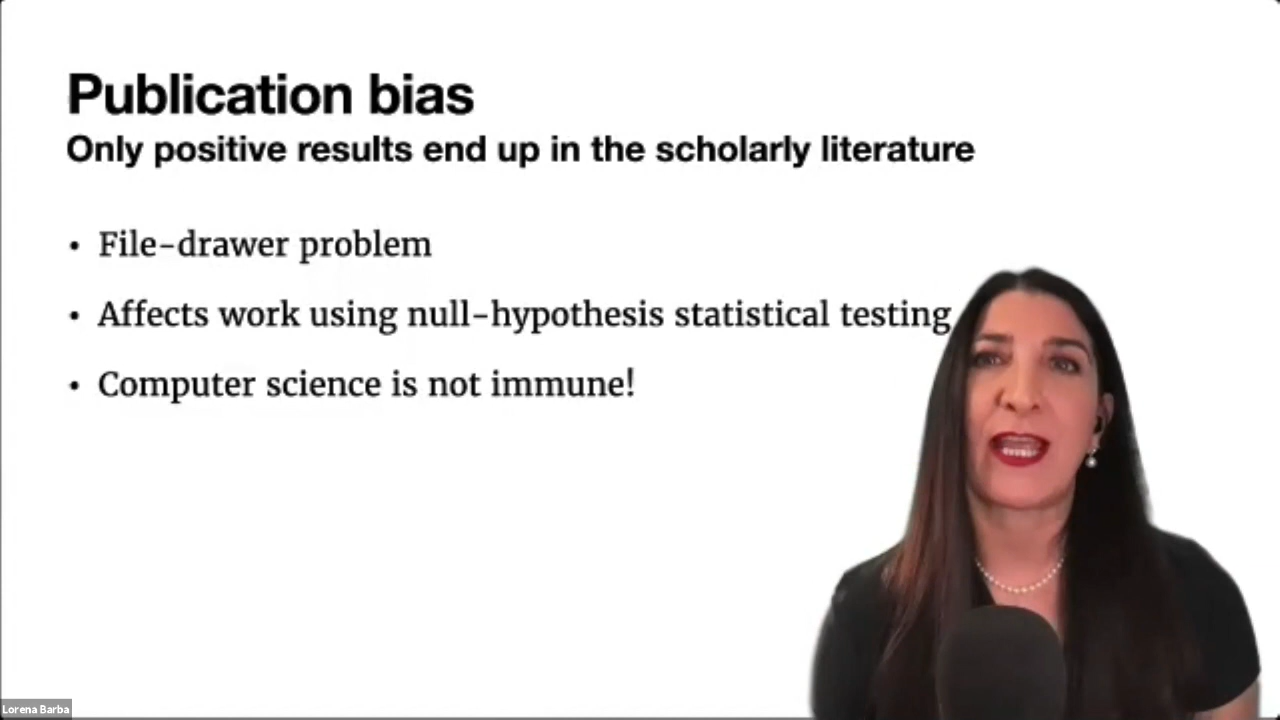 Publication bias
Only positive results end up in the scholarly literature
• File-drawer problem
• Affects work using null-hypothesis statistical testing
• Computer science is not immune!
Lorena Barba